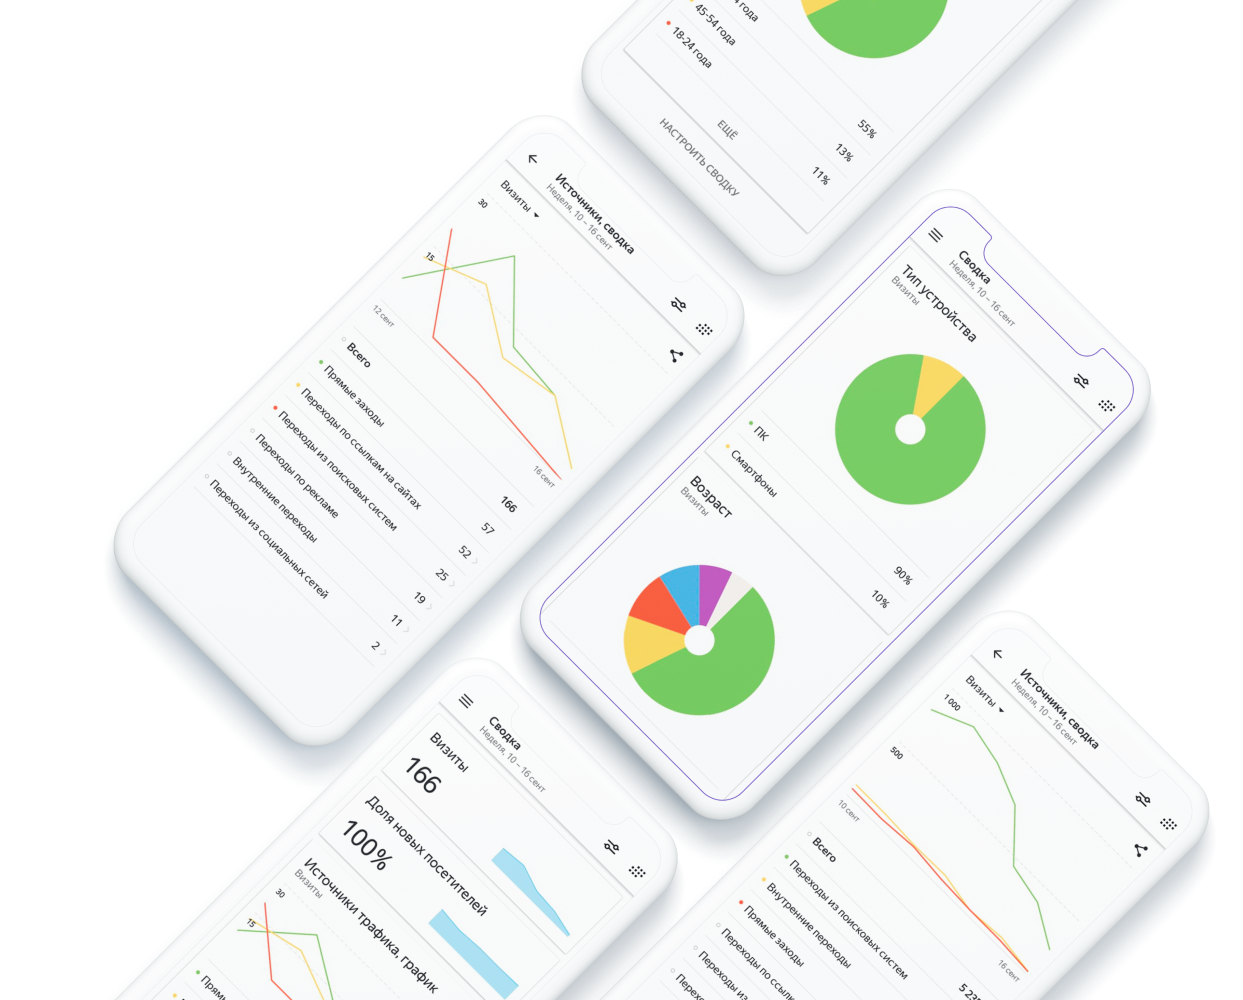 года
45-54 года
18-24 года
55%
13%
11%
ЕЩЁ
НАСТРОИТЬ СВОДКУ
Источники, сводка
Неделя, 10 – 16 сент
Визиты
30
15
12 сент
16 сент
Всего
166
Прямые заходы
57
Переходы по ссылкам на сайтах
52
Переходы из поисковых систем
25
Переходы по рекламе
19
Внутренние переходы
11
Переходы из социальных сетей
2
Сводка
Неделя, 10 – 16 сент
Тип устройства
Визиты
ПК
90%
Смартфоны
10%
Возраст
Визиты
Сводка
Неделя, 10 – 16 сент
Визиты
166
Доля новых посетителей
100%
Источники трафика, график
Визиты
30
15
Источники, сводка
Неделя, 10 – 16 сент
Визиты
1 000
500
10 сент
16 сент
Всего
Переходы из поисковых систем
Внутренние переходы
Прямые заходы
Переходы по
Переходы из
Переходы